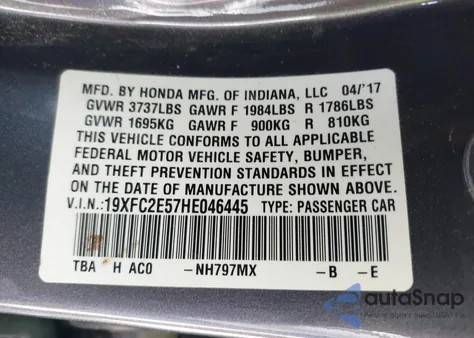 MFD. BY HONDA MFG. OF INDIANA, LLC 04/'17
GVWR 3737LBS GAWR F 1984LBS R 1786LBS
GVWR 1695KG GAWR F 900KG R 810KG
THIS VEHICLE CONFORMS TO ALL APPLICABLE
FEDERAL MOTOR VEHICLE SAFETY, BUMPER,
AND THEFT PREVENTION STANDARDS IN EFFECT
ON THE DATE OF MANUFACTURE SHOWN ABOVE.
V.I.N.: 19XFC2E57HE046445 TYPE: PASSENGER CAR
TBA H AC0 -NH797MX -B -E
autoSnap